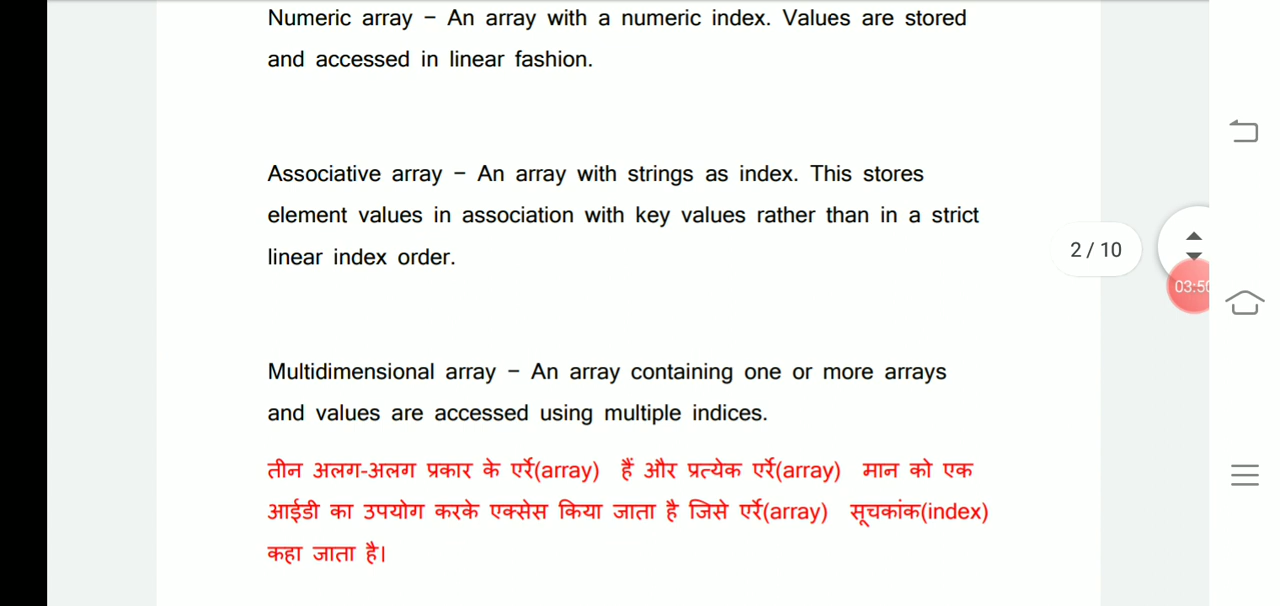 Numeric array – An array with a numeric index. Values are stored
and accessed in linear fashion.
Associative array – An array with strings as index. This stores
element values in association with key values rather than in a strict
linear index order.
2 / 10
03:50
Multidimensional array – An array containing one or more arrays
and values are accessed using multiple indices.
तीन अलग-अलग प्रकार के एर्रे(array) हैं और प्रत्येक एर्रे(array) मान को एक
आईडी का उपयोग करके एक्सेस किया जाता है जिसे एर्रे(array) सूचकांक(index)
कहा जाता है।